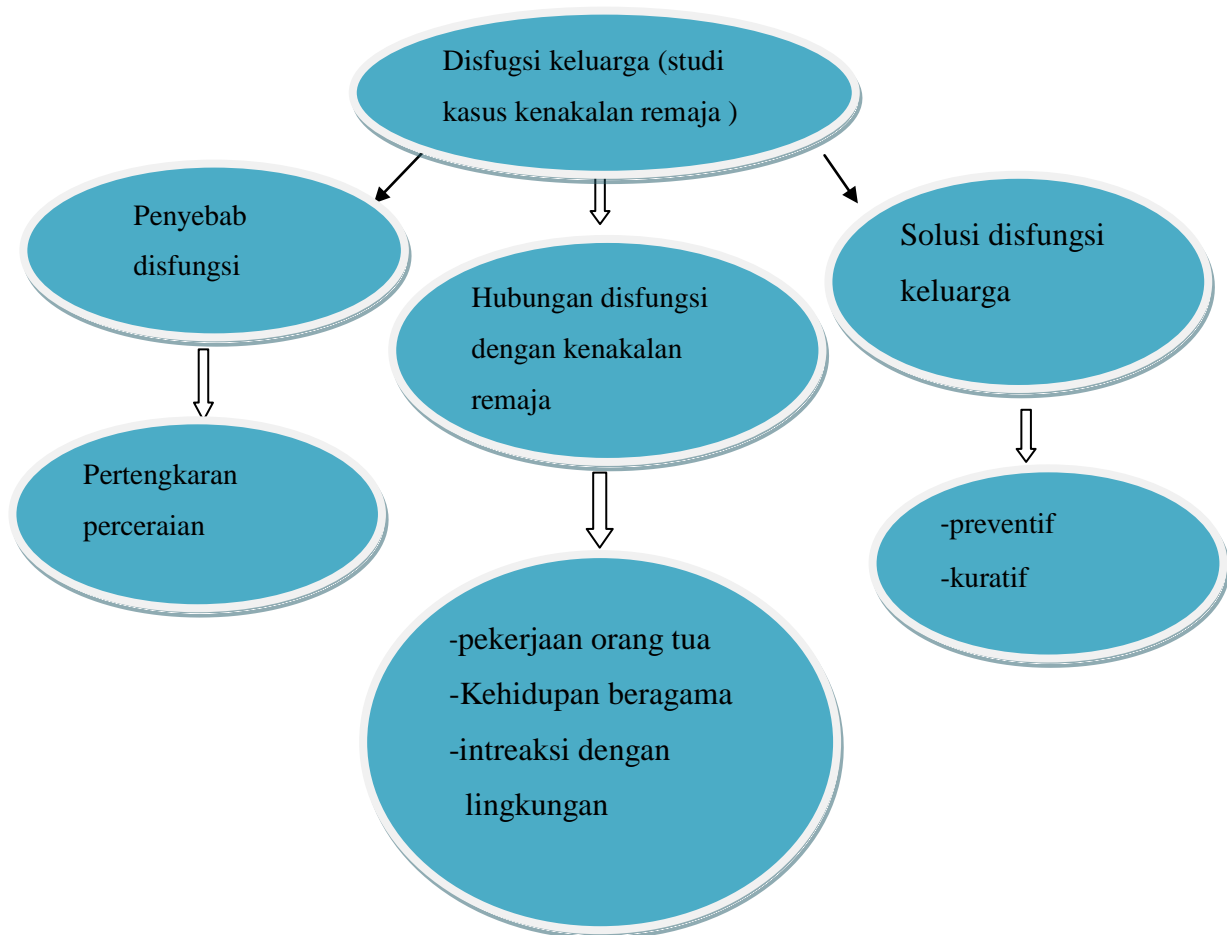 Disfugsi keluarga (studi
kasus kenakalan remaja )
Penyebab
disfungsi
Hubungan disfungsi
dengan kenakalan
remaja
Solusi disfungsi
keluarga
Pertengkaran
perceraian
-pekerjaan orang tua
-Kehidupan beragama
-intreaksi dengan
lingkungan
-preventif
-kuratif